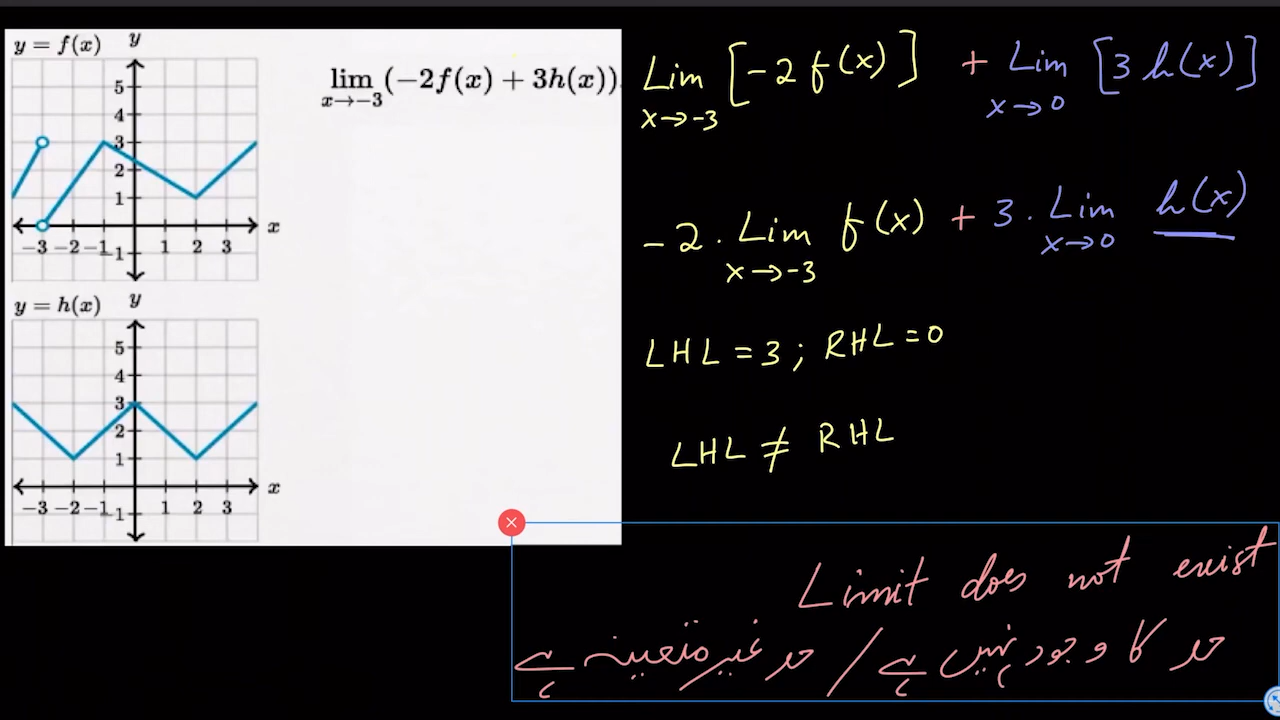 y = f(x)
y
5
4
3
2
1
-3 -2 -1 1 2 3
x
-1
lim (-2f(x) + 3h(x)).
x→-3
y = h(x)
y
5
4
3
2
1
-3 -2 -1 1 2 3
x
-1
Lim [-2 f(x)] + Lim [3 h(x)]
x→-3 x→0
-2 . Lim f(x) + 3 . Lim h(x)
x→-3 x→0
LHL = 3 ; RHL = 0
LHL ≠ RHL
Limit does not exist
حد کا وجود نہیں ہے / حد غیر متعینہ ہے